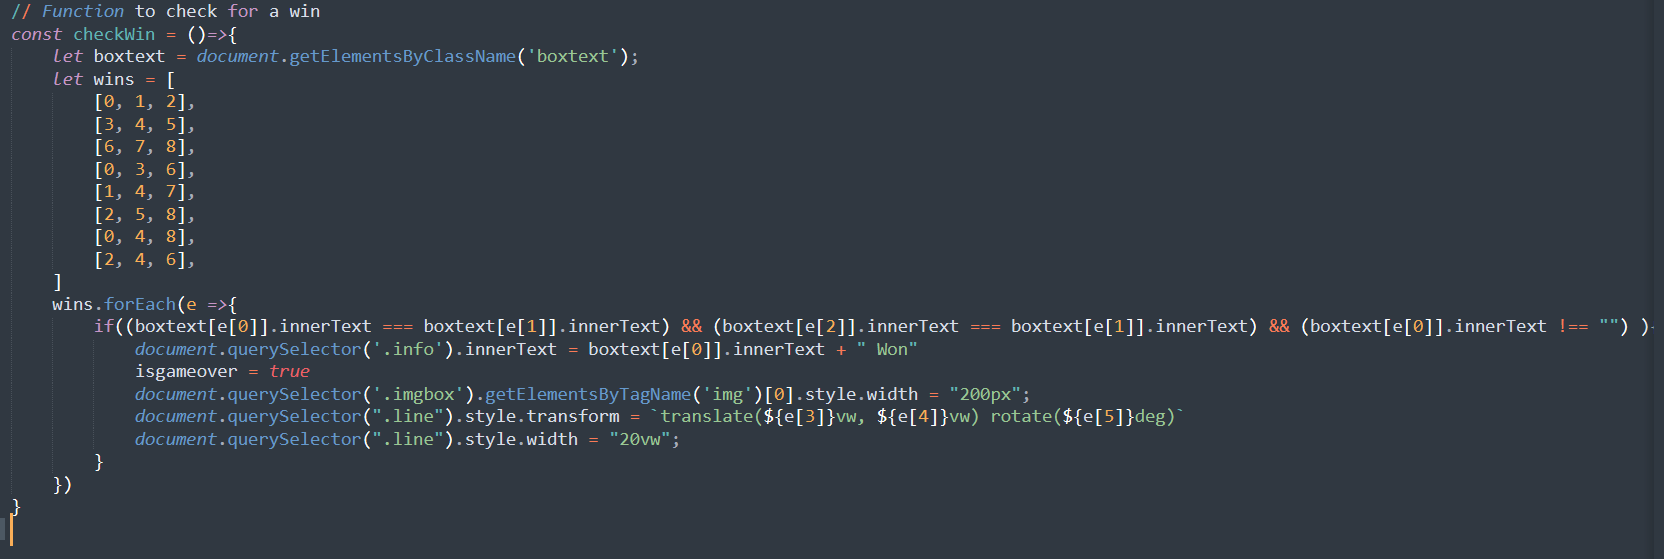 // Function to check for a win
const checkWin = ()=>{
    let boxtext = document.getElementsByClassName('boxtext');
    let wins = [
        [0, 1, 2],
        [3, 4, 5],
        [6, 7, 8],
        [0, 3, 6],
        [1, 4, 7],
        [2, 5, 8],
        [0, 4, 8],
        [2, 4, 6],
    ]
    wins.forEach(e =>{
        if((boxtext[e[0]].innerText === boxtext[e[1]].innerText) && (boxtext[e[2]].innerText === boxtext[e[1]].innerText) && (boxtext[e[0]].innerText !== "") )
            document.querySelector('.info').innerText = boxtext[e[0]].innerText + " Won"
            isgameover = true
            document.querySelector('.imgbox').getElementsByTagName('img')[0].style.width = "200px";
            document.querySelector(".line").style.transform = `translate(${e[3]}vw, ${e[4]}vw) rotate(${e[5]}deg)`
            document.querySelector(".line").style.width = "20vw";
        }
    })
}